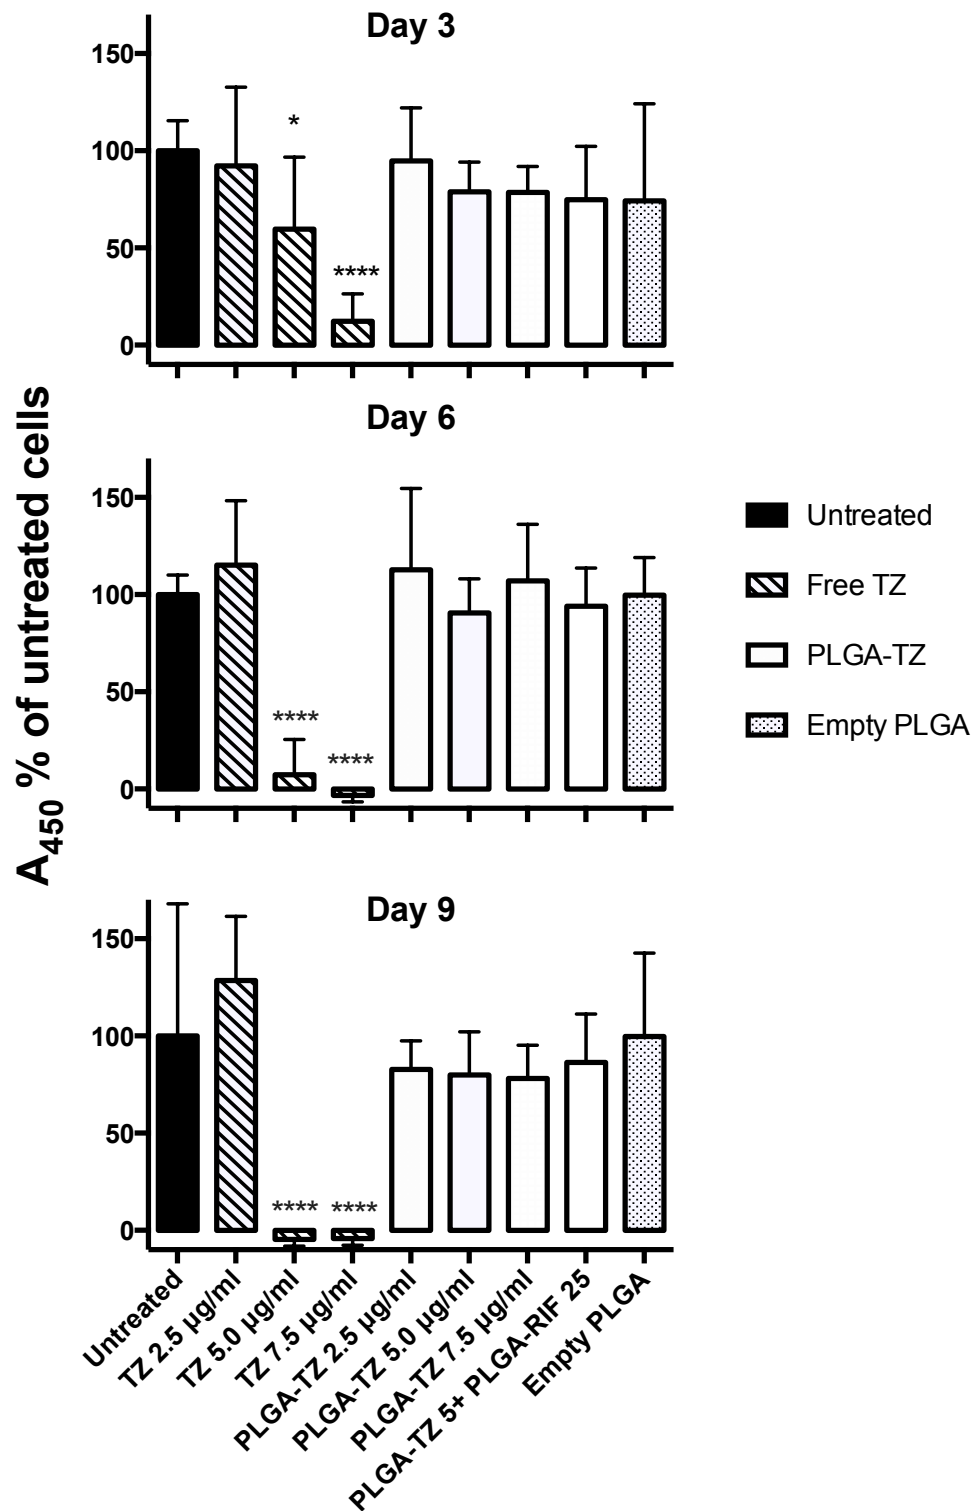 Day 3
150
100
50
0
*
****
Day 6
150
100
50
0
****
****
Day 9
150
100
50
0
****
****
A450 % of untreated cells
Untreated
TZ 2.5 µg/ml
TZ 5.0 µg/ml
TZ 7.5 µg/ml
PLGA-TZ 2.5 µg/ml
PLGA-TZ 5.0 µg/ml
PLGA-TZ 7.5 µg/ml
PLGA-TZ 5+ PLGA-RIF 25
Empty PLGA
Untreated
Free TZ
PLGA-TZ
Empty PLGA